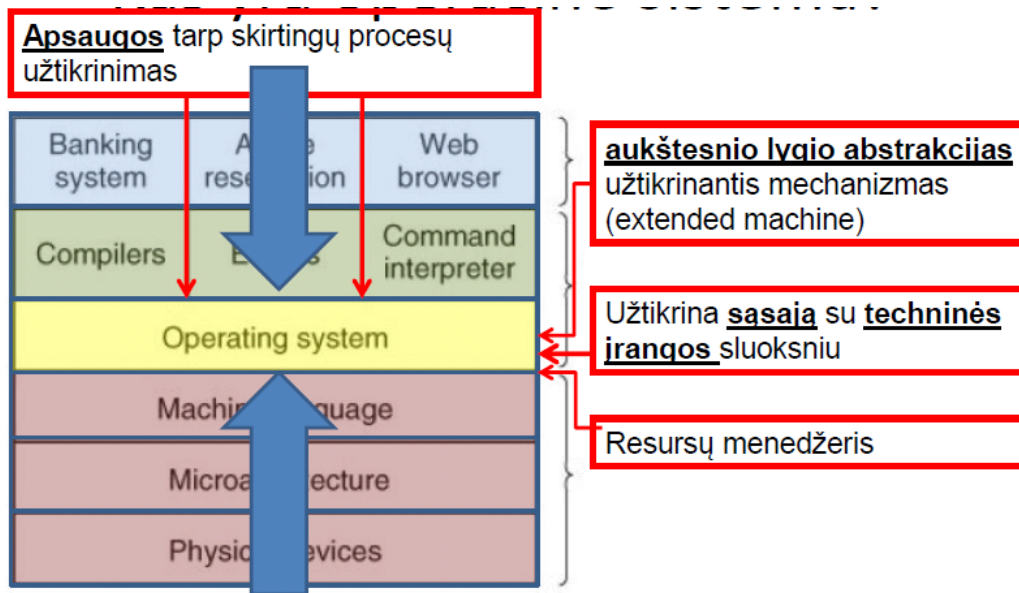 Apsaugos tarp skirtingų procesų
užtikrinimas
Banking
system
Web
browser
Compilers
Command
interpreter
Operating system
aukštesnio lygio abstrakcijas
užtikrinantis mechanizmas
(extended machine)
Užtikrina sąsają su techninės
įrangos sluoksniu
Resursų menedžeris